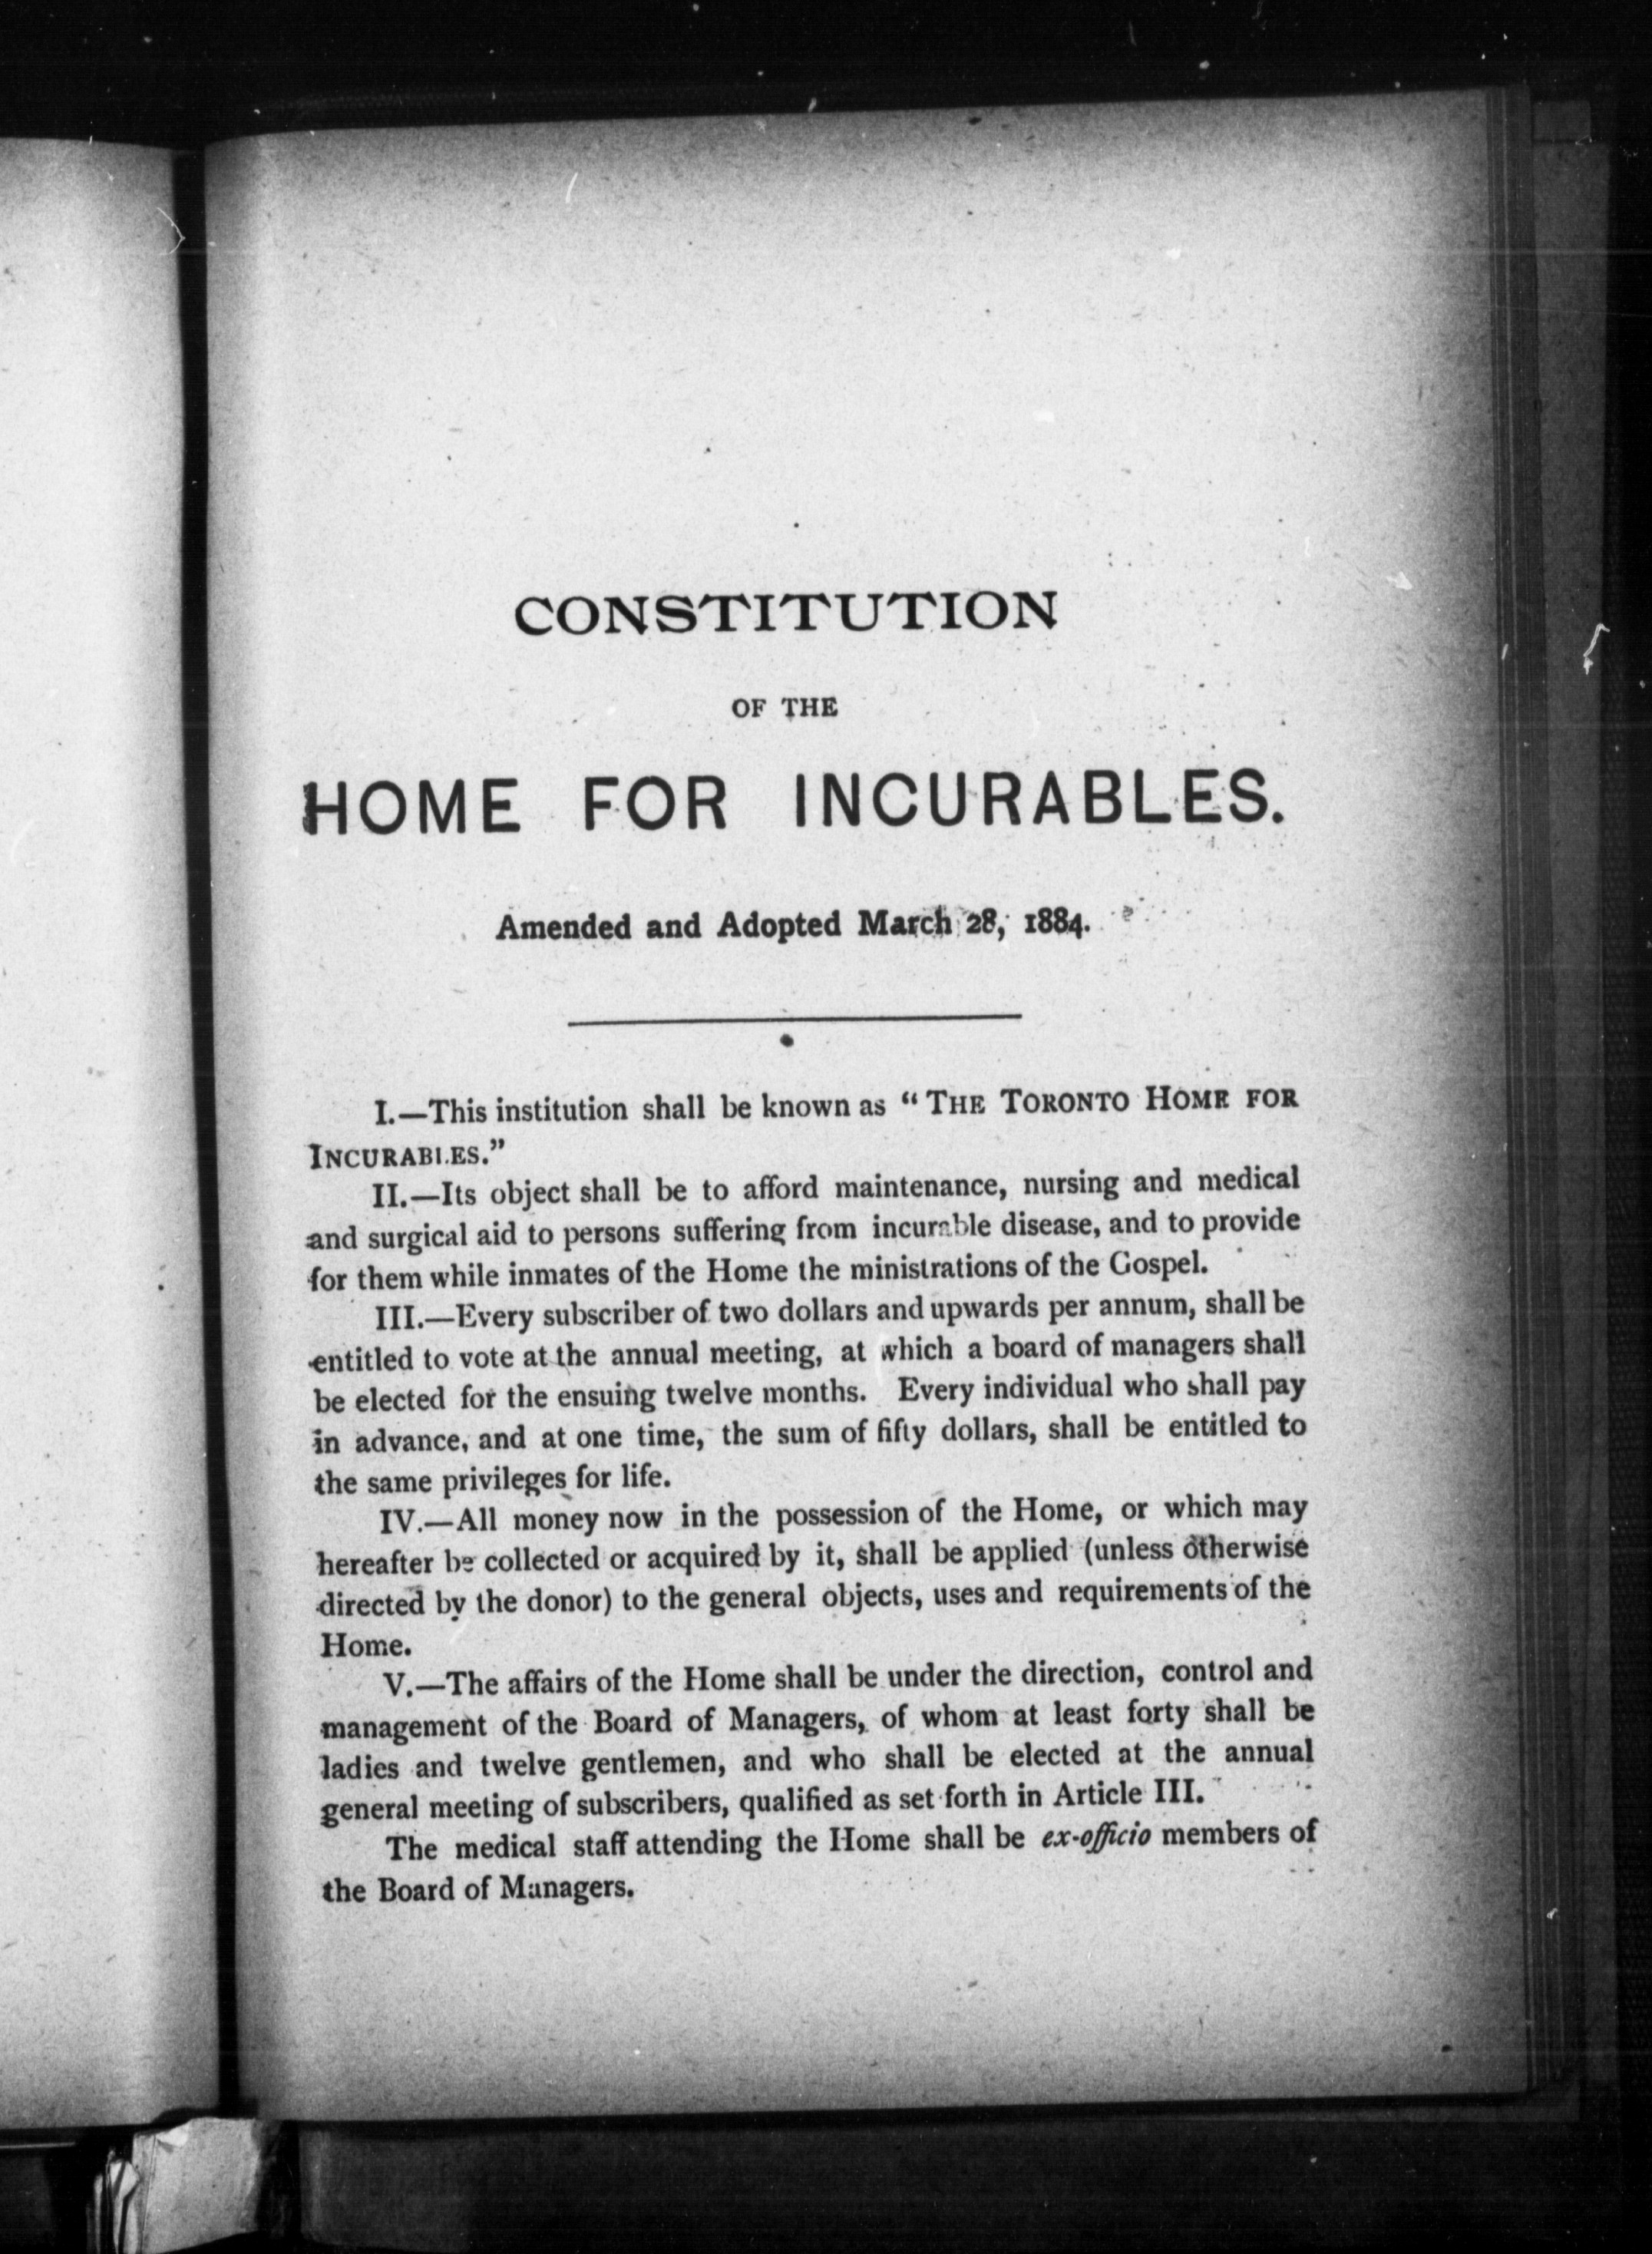 CONSTITUTION
OF THE
HOME FOR INCURABLES.
Amended and Adopted March 28, 1884.
I.—This institution shall be known as “THE TORONTO HOME FOR
INCURABLES.”
II.—Its object shall be to afford maintenance, nursing and medical
and surgical aid to persons suffering from incurable disease, and to provide
for them while inmates of the Home the ministrations of the Gospel.
III.—Every subscriber of two dollars and upwards per annum, shall be
entitled to vote at the annual meeting, at which a board of managers shall
be elected for the ensuing twelve months. Every individual who shall pay
in advance, and at one time, the sum of fifty dollars, shall be entitled to
the same privileges for life.
IV.—All money now in the possession of the Home, or which may
hereafter be collected or acquired by it, shall be applied (unless otherwise
directed by the donor) to the general objects, uses and requirements of the
Home.
V.—The affairs of the Home shall be under the direction, control and
management of the Board of Managers, of whom at least forty shall be
ladies and twelve gentlemen, and who shall be elected at the annual
general meeting of subscribers, qualified as set forth in Article III.
The medical staff attending the Home shall be ex-officio members of
the Board of Managers.